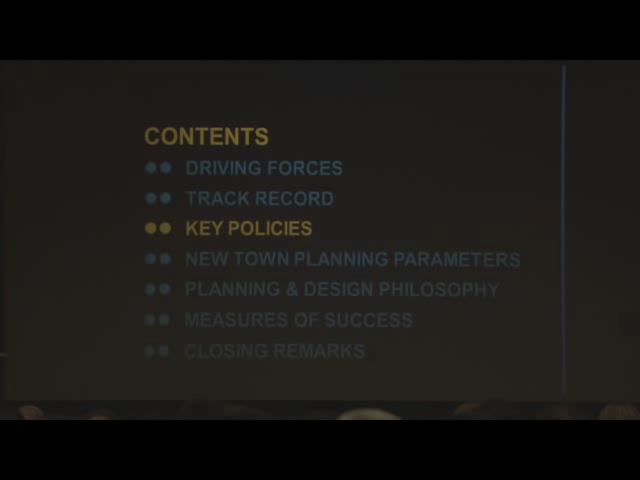 CONTENTS
DRIVING FORCES
TRACK RECORD
KEY POLICIES
NEW TOWN PLANNING PARAMETERS
PLANNING & DESIGN PHILOSOPHY
MEASURES OF SUCCESS
CLOSING REMARKS